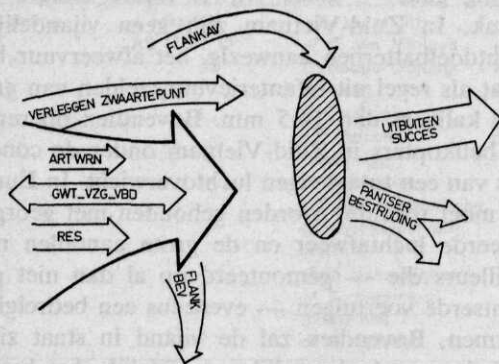 FLANKAV
VERLEGGEN ZWAARTEPUNT
UITBUITEN
SUCCES
ART WRN
GWT_VZG_VBD
PANTSER
BESTRIJDING
RES
FLANK
BEV